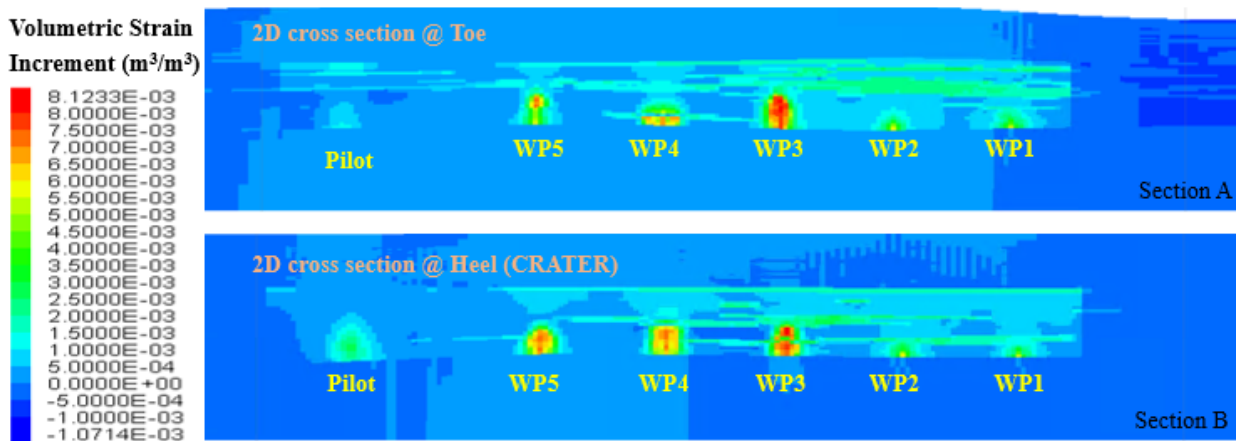 Volumetric Strain
Increment (m³/m³)
8.1233E-03
8.0000E-03
7.5000E-03
7.0000E-03
6.5000E-03
6.0000E-03
5.5000E-03
5.0000E-03
4.5000E-03
4.0000E-03
3.5000E-03
3.0000E-03
2.5000E-03
2.0000E-03
1.5000E-03
1.0000E-03
5.0000E-04
0.0000E+00
-5.0000E-04
-1.0000E-03
-1.0714E-03
2D cross section @ Toe
Pilot WP5 WP4 WP3 WP2 WP1
Section A
2D cross section @ Heel (CRATER)
Pilot WP5 WP4 WP3 WP2 WP1
Section B